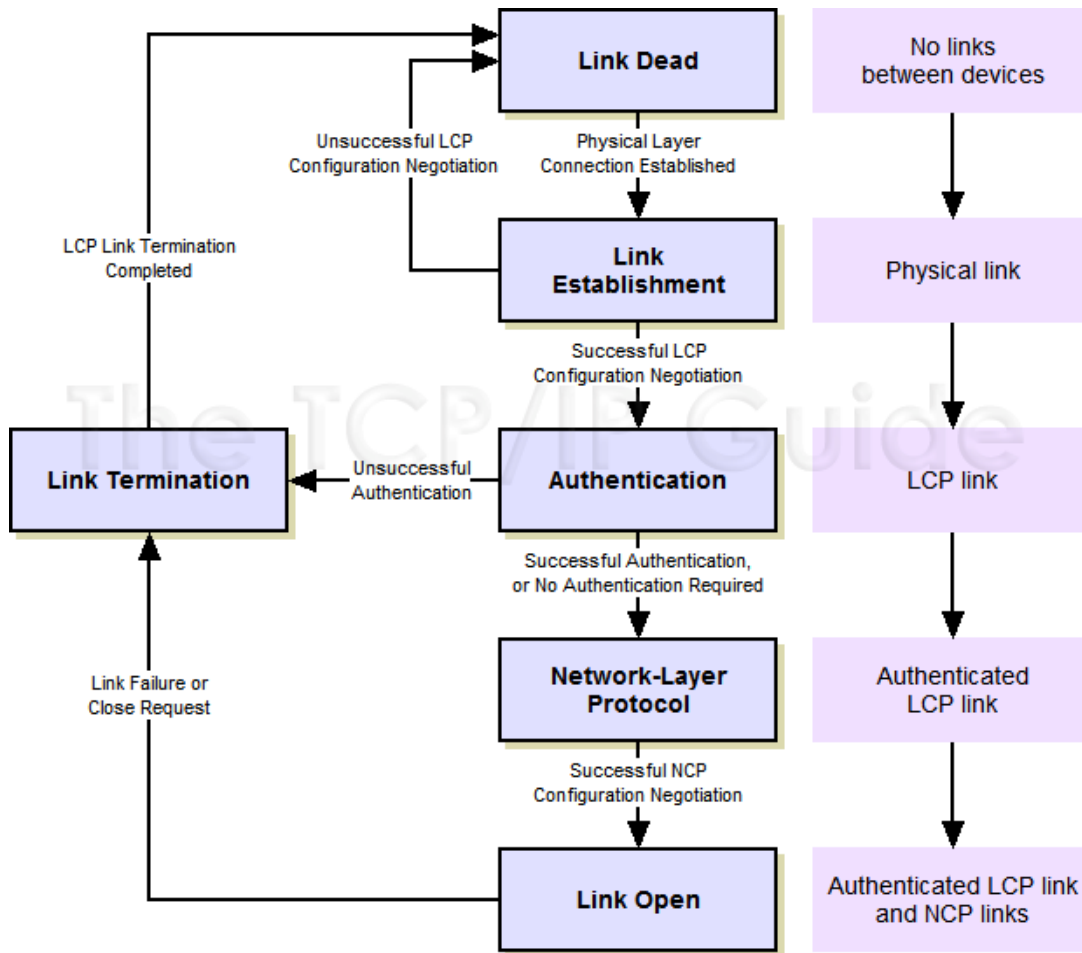 Link Dead
No links
between devices
Unsuccessful LCP
Configuration Negotiation
Physical Layer
Connection Established
LCP Link Termination
Completed
Link
Establishment
Physical link
Successful LCP
Configuration Negotiation
The TCP/IP Guide
Link Termination
Unsuccessful
Authentication
Authentication
LCP link
Successful Authentication,
or No Authentication Required
Link Failure or
Close Request
Network-Layer
Protocol
Authenticated
LCP link
Successful NCP
Configuration Negotiation
Link Open
Authenticated LCP link
and NCP links